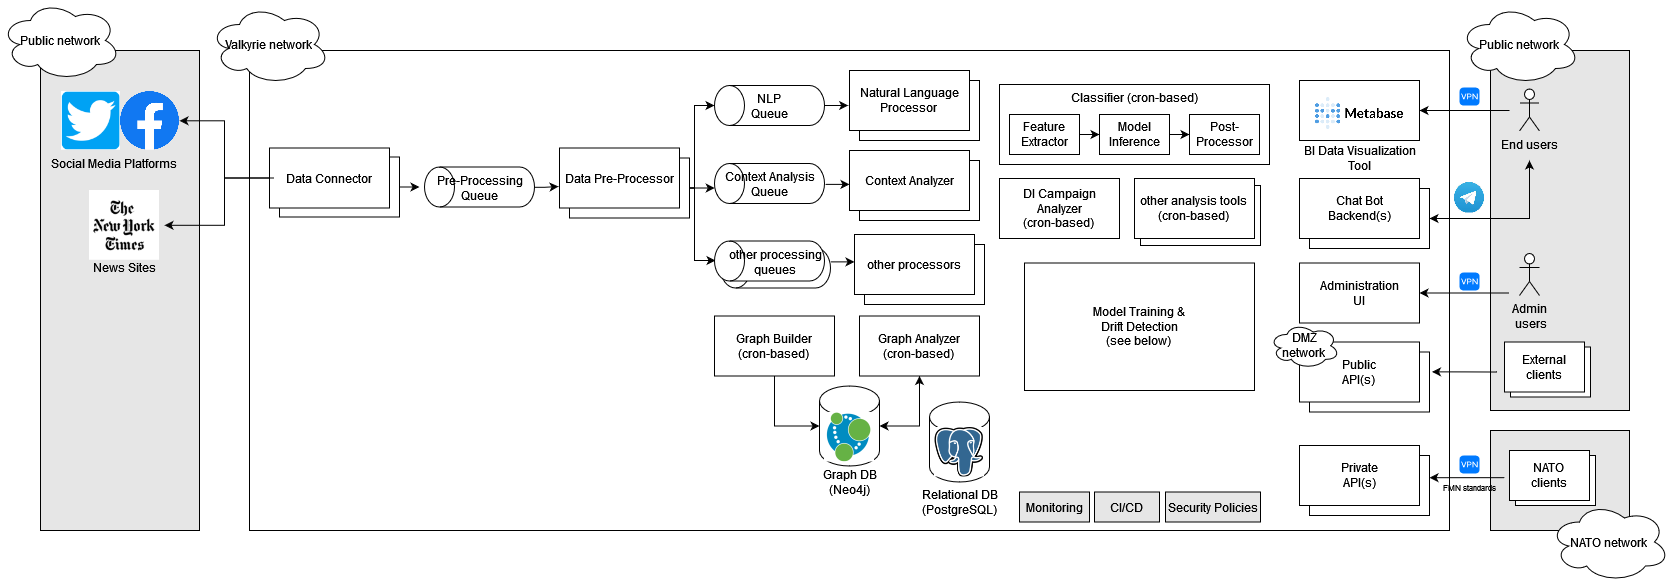 Public network
Social Media Platforms
The
New York
Times
News Sites
Valkyrie network
Data Connector
Pre-Processing
Queue
Data Pre-Processor
NLP
Queue
Context Analysis
Queue
other processing
queues
Natural Language
Processor
Context Analyzer
other processors
Graph Builder
(cron-based)
Graph Analyzer
(cron-based)
Graph DB
(Neo4j)
Relational DB
(PostgreSQL)
Classifier (cron-based)
Feature
Extractor
Model
Inference
Post-
Processor
DI Campaign
Analyzer
(cron-based)
other analysis tools
(cron-based)
Model Training &
Drift Detection
(see below)
Monitoring
CI/CD
Security Policies
Metabase
BI Data Visualization
Tool
Chat Bot
Backend(s)
Administration
UI
DMZ
network
Public
API(s)
Private
API(s)
VPN
VPN
VPN
FMN standards
Public network
End users
Admin
users
External
clients
NATO
clients
NATO network